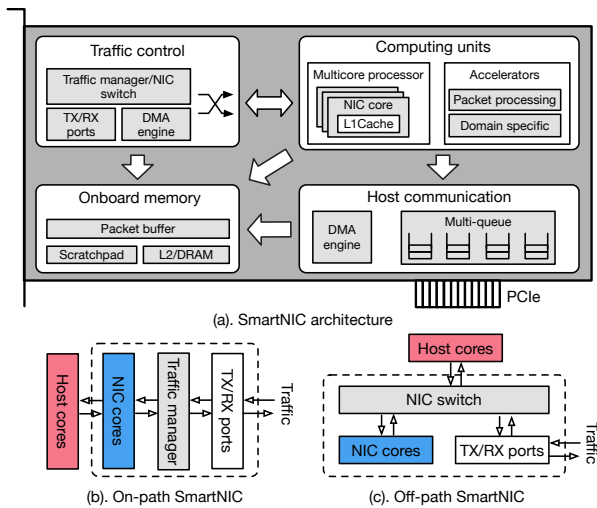 Traffic control
Traffic manager/NIC
switch
TX/RX
ports
DMA
engine
Computing units
Multicore processor
NIC core
L1Cache
Accelerators
Packet processing
Domain specific
Onboard memory
Packet buffer
Scratchpad
L2/DRAM
Host communication
DMA
engine
Multi-queue
PCIe
(a). SmartNIC architecture
Host cores
NIC cores
Traffic manager
TX/RX
ports
Traffic
(b). On-path SmartNIC
Host cores
NIC switch
NIC cores
TX/RX ports
Traffic
(c). Off-path SmartNIC